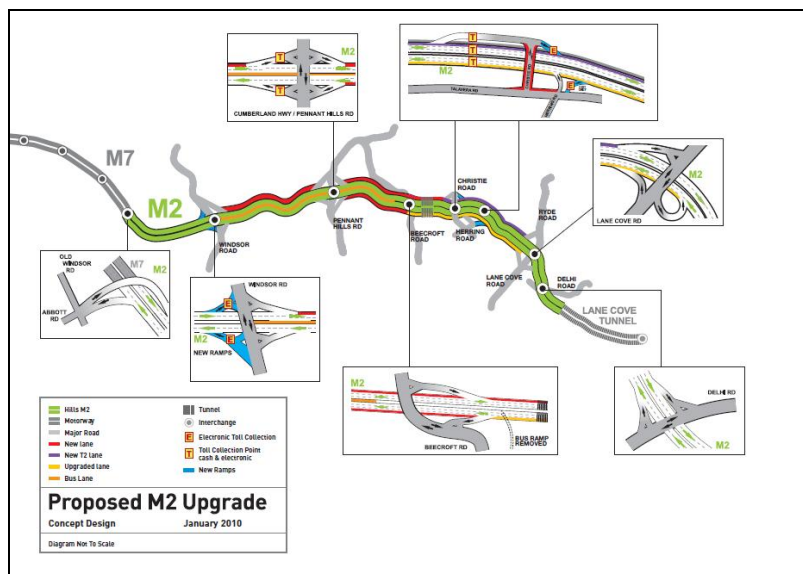 T
M2
T
CUMBERLAND HWY / PENNANT HILLS RD
T
T
T
E
M2
CHRISTIE RD
TALAVERA RD
E
M7
M2
WINDSOR
ROAD
PENNANT
HILLS RD
BEECROFT
ROAD
CHRISTIE
ROAD
HERRING
ROAD
RYDE
ROAD
LANE COVE
ROAD
DELHI
ROAD
LANE COVE
TUNNEL
M2
LANE COVE RD
OLD
WINDSOR
RD
M7
M2
ABBOTT
RD
WINDSOR RD
E
E
M2
NEW RAMPS
M2
BEECROFT RD
BUS RAMP
REMOVED
DELHI RD
M2
Hills M2
Motorway
Major Road
New lane
New T2 lane
Upgraded lane
Bus Lane
Tunnel
Interchange
E Electronic Toll Collection
T Toll Collection Point
cash & electronic
New Ramps
Proposed M2 Upgrade
Concept Design January 2010
Diagram Not To Scale